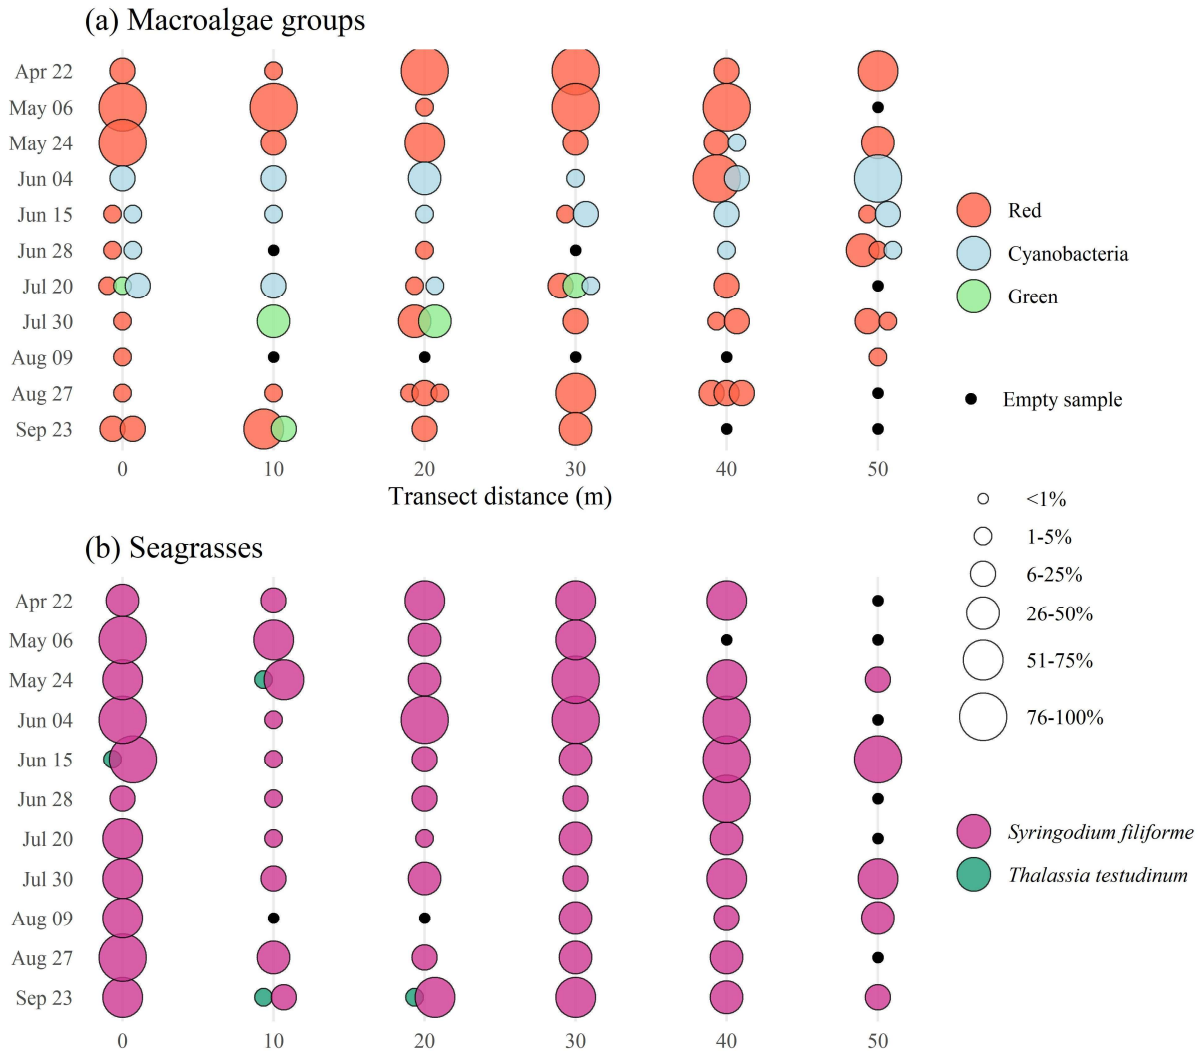 (a) Macroalgae groups
Apr 22
May 06
May 24
Jun 04
Jun 15
Jun 28
Jul 20
Jul 30
Aug 09
Aug 27
Sep 23
0 10 20 30 40 50
Transect distance (m)
Red
Cyanobacteria
Green
Empty sample
<1%
1-5%
6-25%
26-50%
51-75%
76-100%
(b) Seagrasses
Apr 22
May 06
May 24
Jun 04
Jun 15
Jun 28
Jul 20
Jul 30
Aug 09
Aug 27
Sep 23
0 10 20 30 40 50
Syringodium filiforme
Thalassia testudinum